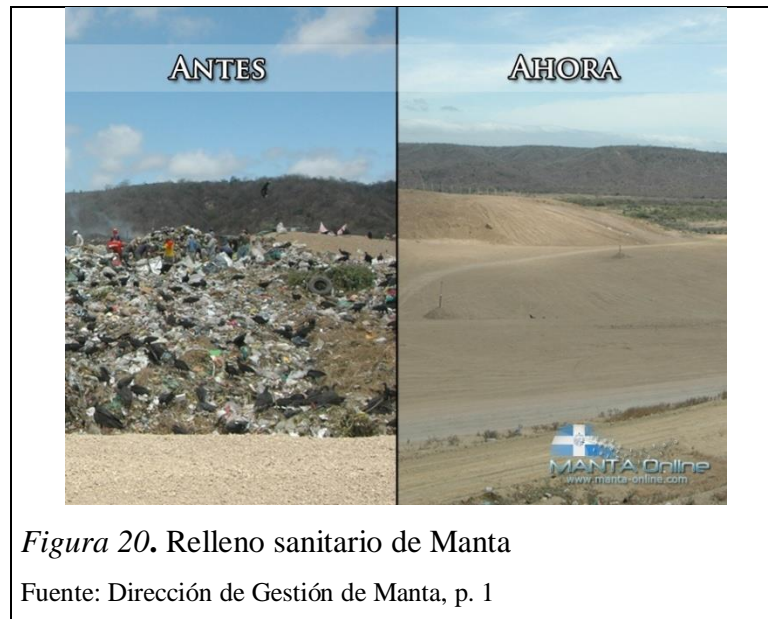 ANTES
AHORA
MANTA Online
www.manta-online.com
Figura 20. Relleno sanitario de Manta
Fuente: Dirección de Gestión de Manta, p. 1